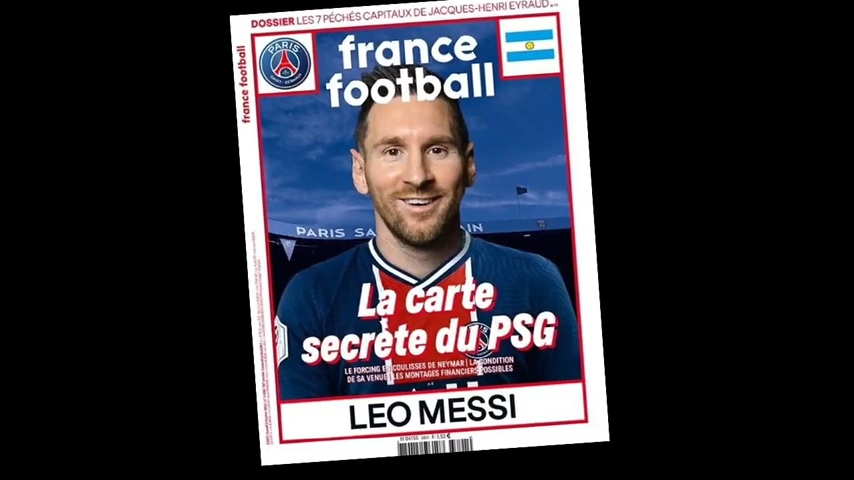 DOSSIER LES 7 PÉCHÉS CAPITAUX DE JACQUES-HENRI EYRAUD
france football
PARIS
SAINT-GERMAIN
france
football
PARIS SA IN
La carte
secrète du PSG
LE FORCING EN COULISSES DE NEYMAR | LA CONDITION
DE SA VENUE | LES MONTAGES FINANCIERS POSSIBLES
LEO MESSI